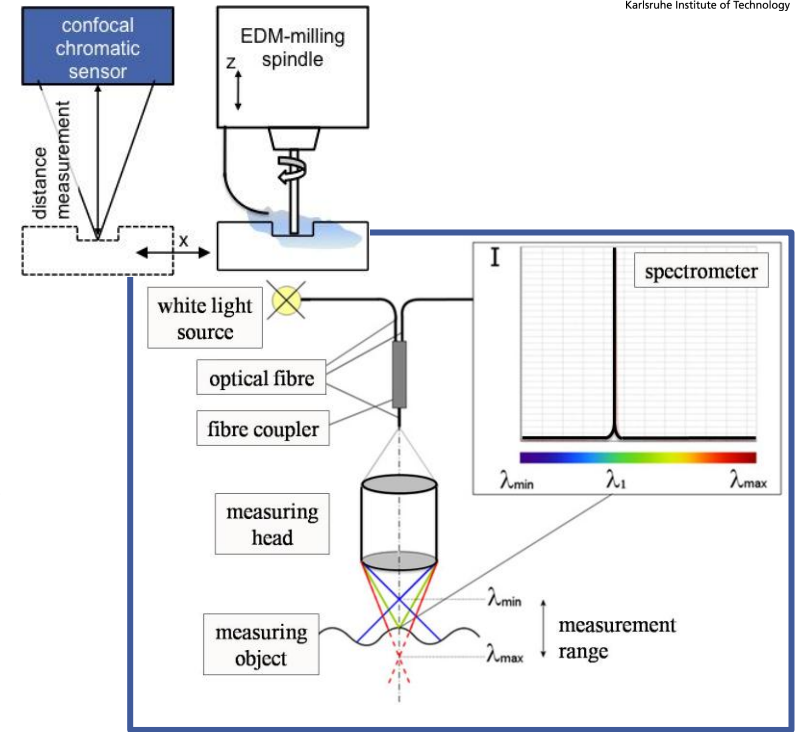 Karlsruhe Institute of Technology
confocal
chromatic
sensor
EDM-milling
spindle
z
distance
measurement
x
I
spectrometer
white light
source
optical fibre
fibre coupler
λmin
λ1
λmax
measuring
head
λmin
measuring
object
measurement
range
λmax